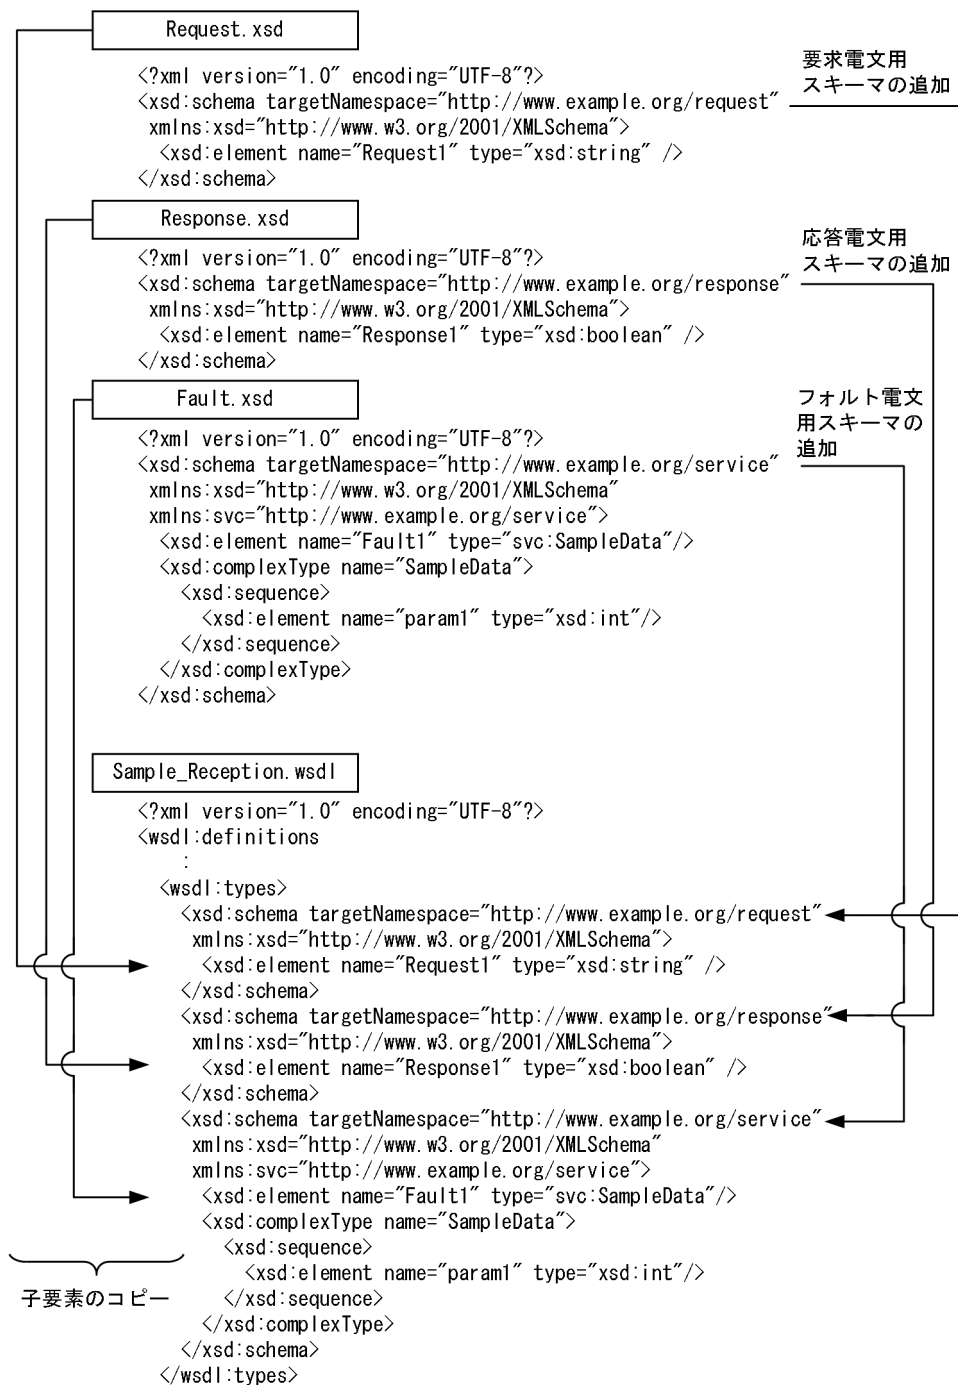 Request.xsd
<?xml version="1.0" encoding="UTF-8"?>
<xsd:schema targetNamespace="http://www.example.org/request"
xmlns:xsd="http://www.w3.org/2001/XMLSchema">
<xsd:element name="Request1" type="xsd:string" />
</xsd:schema>
要求電文用
スキーマの追加
Response.xsd
<?xml version="1.0" encoding="UTF-8"?>
<xsd:schema targetNamespace="http://www.example.org/response"
xmlns:xsd="http://www.w3.org/2001/XMLSchema">
<xsd:element name="Response1" type="xsd:boolean" />
</xsd:schema>
応答電文用
スキーマの追加
Fault.xsd
<?xml version="1.0" encoding="UTF-8"?>
<xsd:schema targetNamespace="http://www.example.org/service"
xmlns:xsd="http://www.w3.org/2001/XMLSchema"
xmlns:svc="http://www.example.org/service">
<xsd:element name="Fault1" type="svc:SampleData"/>
<xsd:complexType name="SampleData">
<xsd:sequence>
<xsd:element name="param1" type="xsd:int"/>
</xsd:sequence>
</xsd:complexType>
</xsd:schema>
フォルト電文
用スキーマの
追加
Sample_Reception.wsdl
<?xml version="1.0" encoding="UTF-8"?>
<wsdl:definitions
:
<wsdl:types>
<xsd:schema targetNamespace="http://www.example.org/request"
xmlns:xsd="http://www.w3.org/2001/XMLSchema">
<xsd:element name="Request1" type="xsd:string" />
</xsd:schema>
<xsd:schema targetNamespace="http://www.example.org/response"
xmlns:xsd="http://www.w3.org/2001/XMLSchema">
<xsd:element name="Response1" type="xsd:boolean" />
</xsd:schema>
<xsd:schema targetNamespace="http://www.example.org/service"
xmlns:xsd="http://www.w3.org/2001/XMLSchema"
xmlns:svc="http://www.example.org/service">
<xsd:element name="Fault1" type="svc:SampleData"/>
<xsd:complexType name="SampleData">
<xsd:sequence>
<xsd:element name="param1" type="xsd:int"/>
</xsd:sequence>
</xsd:complexType>
</xsd:schema>
</wsdl:types>
子要素のコピー